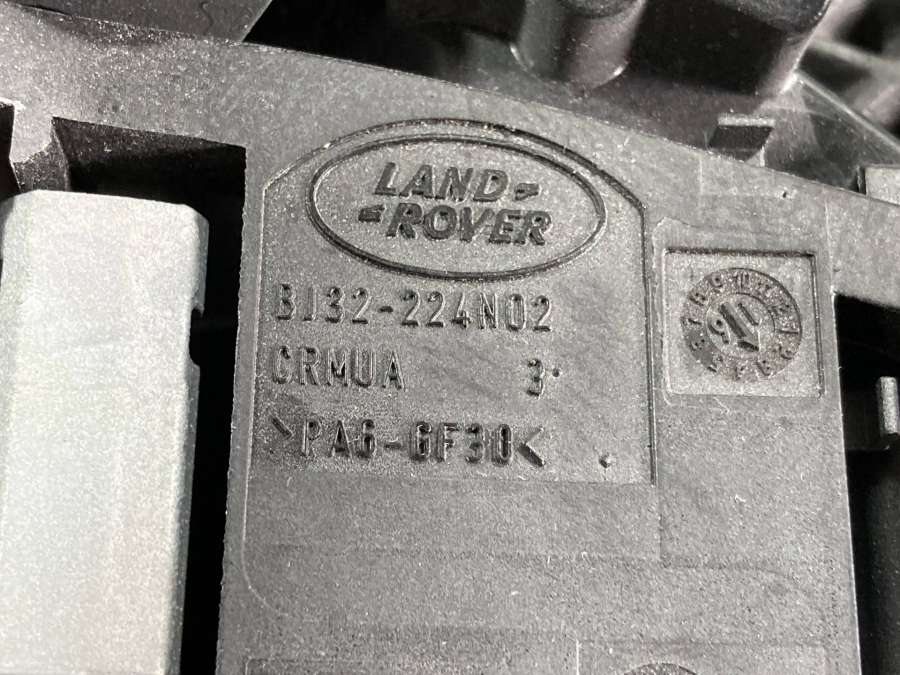 LAND
ROVER
BJ32-224N02
CRMUA 3
>PA6-GF30<